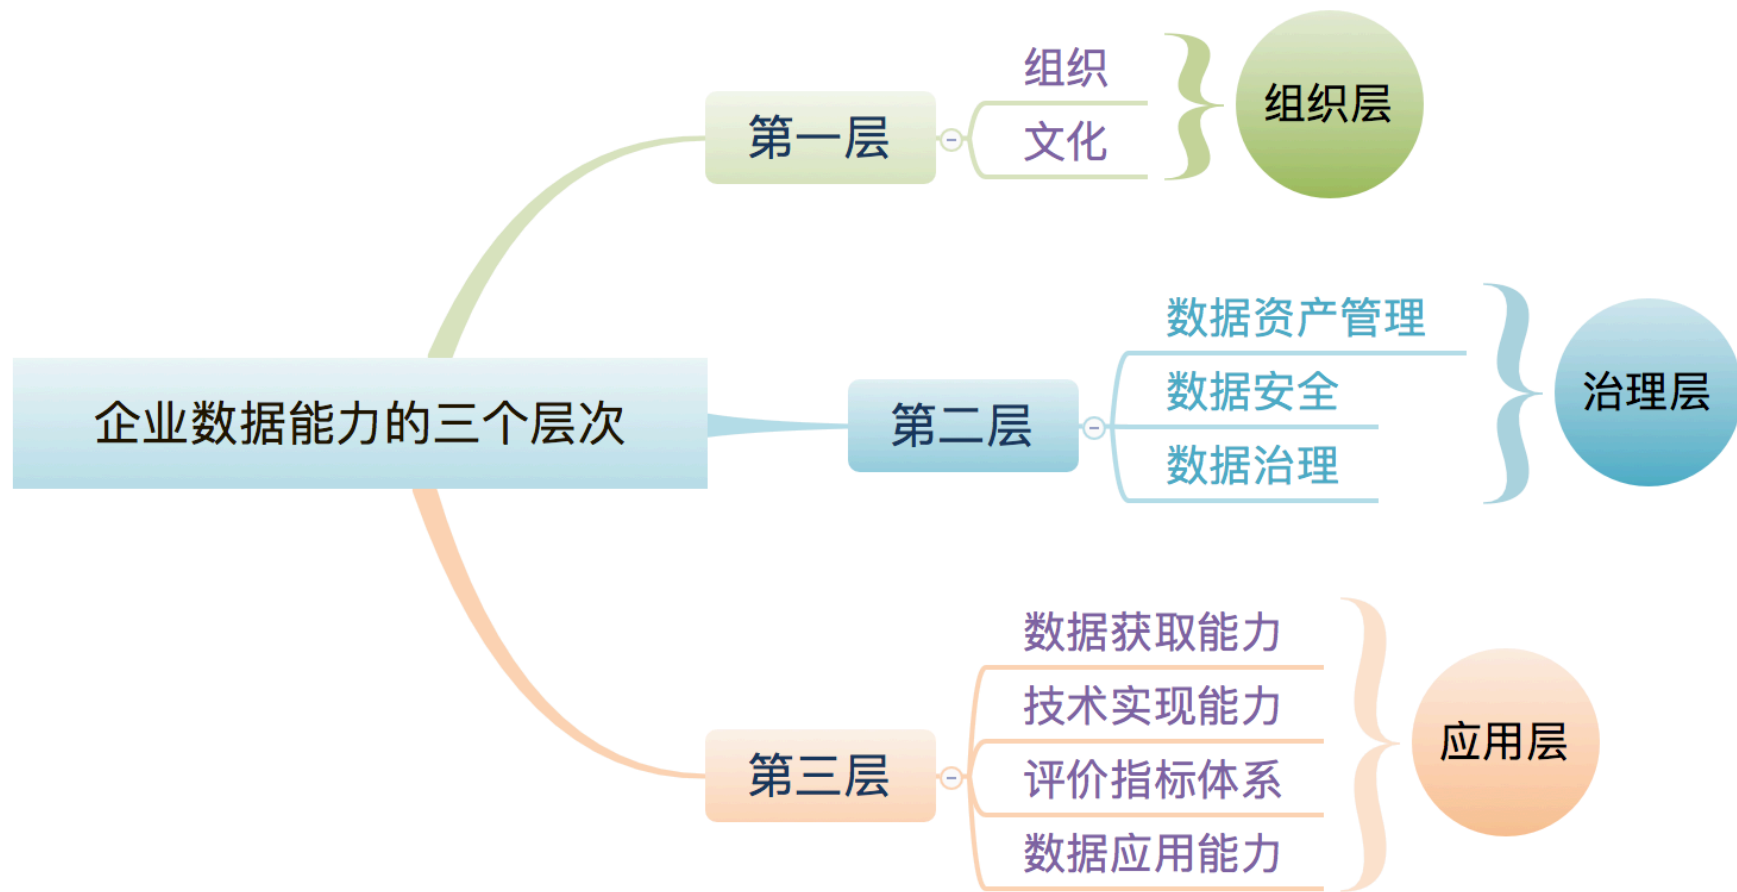 企业数据能力的三个层次
第一层
组织
文化
组织层
第二层
数据资产管理
数据安全
数据治理
治理层
第三层
数据获取能力
技术实现能力
评价指标体系
数据应用能力
应用层